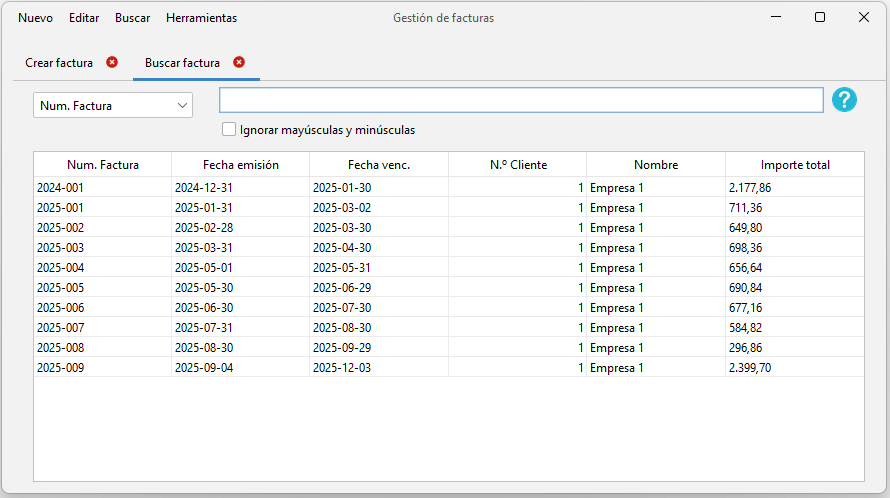 Nuevo Editar Buscar Herramientas Gestión de facturas
Crear factura Buscar factura
Num. Factura ?
Ignorar mayúsculas y minúsculas
Num. Factura Fecha emisión Fecha venc. N.º Cliente Nombre Importe total
2024-001 2024-12-31 2025-01-30 1 Empresa 1 2.177,86
2025-001 2025-01-31 2025-03-02 1 Empresa 1 711,36
2025-002 2025-02-28 2025-03-30 1 Empresa 1 649,80
2025-003 2025-03-31 2025-04-30 1 Empresa 1 698,36
2025-004 2025-05-01 2025-05-31 1 Empresa 1 656,64
2025-005 2025-05-30 2025-06-29 1 Empresa 1 690,84
2025-006 2025-06-30 2025-07-30 1 Empresa 1 677,16
2025-007 2025-07-31 2025-08-30 1 Empresa 1 584,82
2025-008 2025-08-30 2025-09-29 1 Empresa 1 296,86
2025-009 2025-09-04 2025-12-03 1 Empresa 1 2.399,70